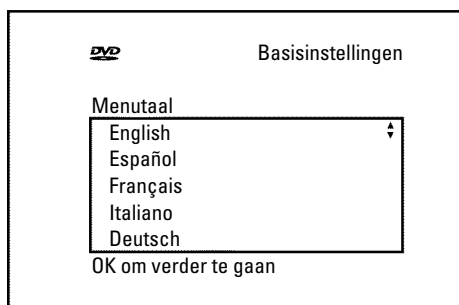 DVD Basisinstellingen
Menutaal
English
Español
Français
Italiano
Deutsch
OK om verder te gaan